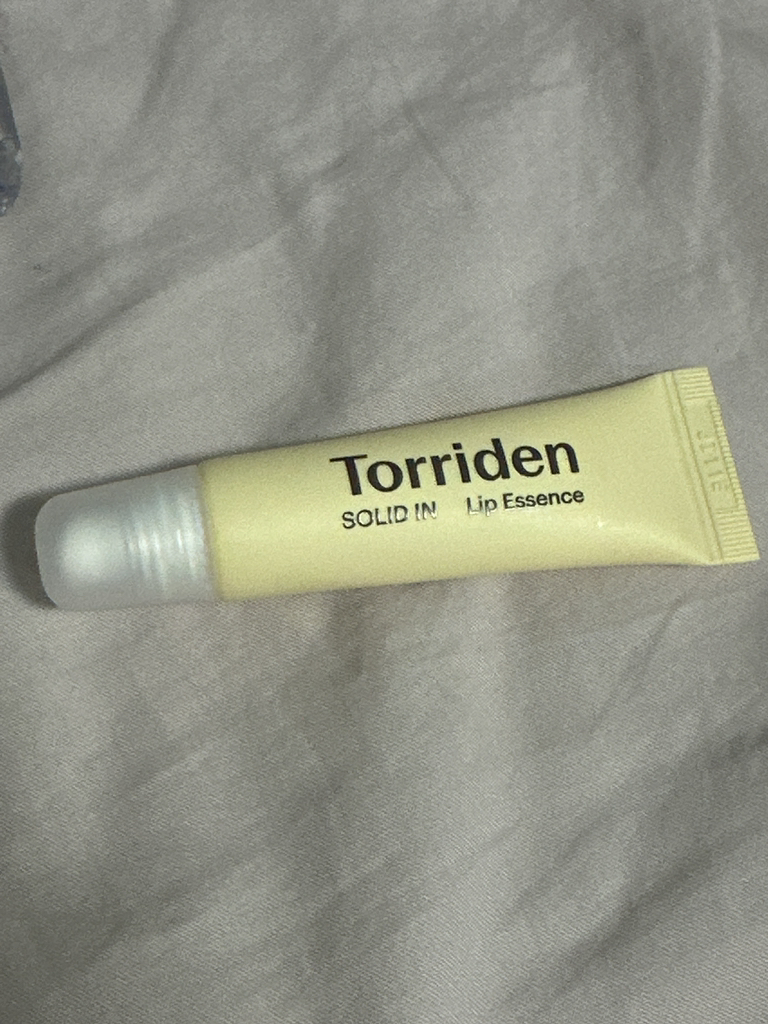 Torriden
SOLID IN Lip Essence